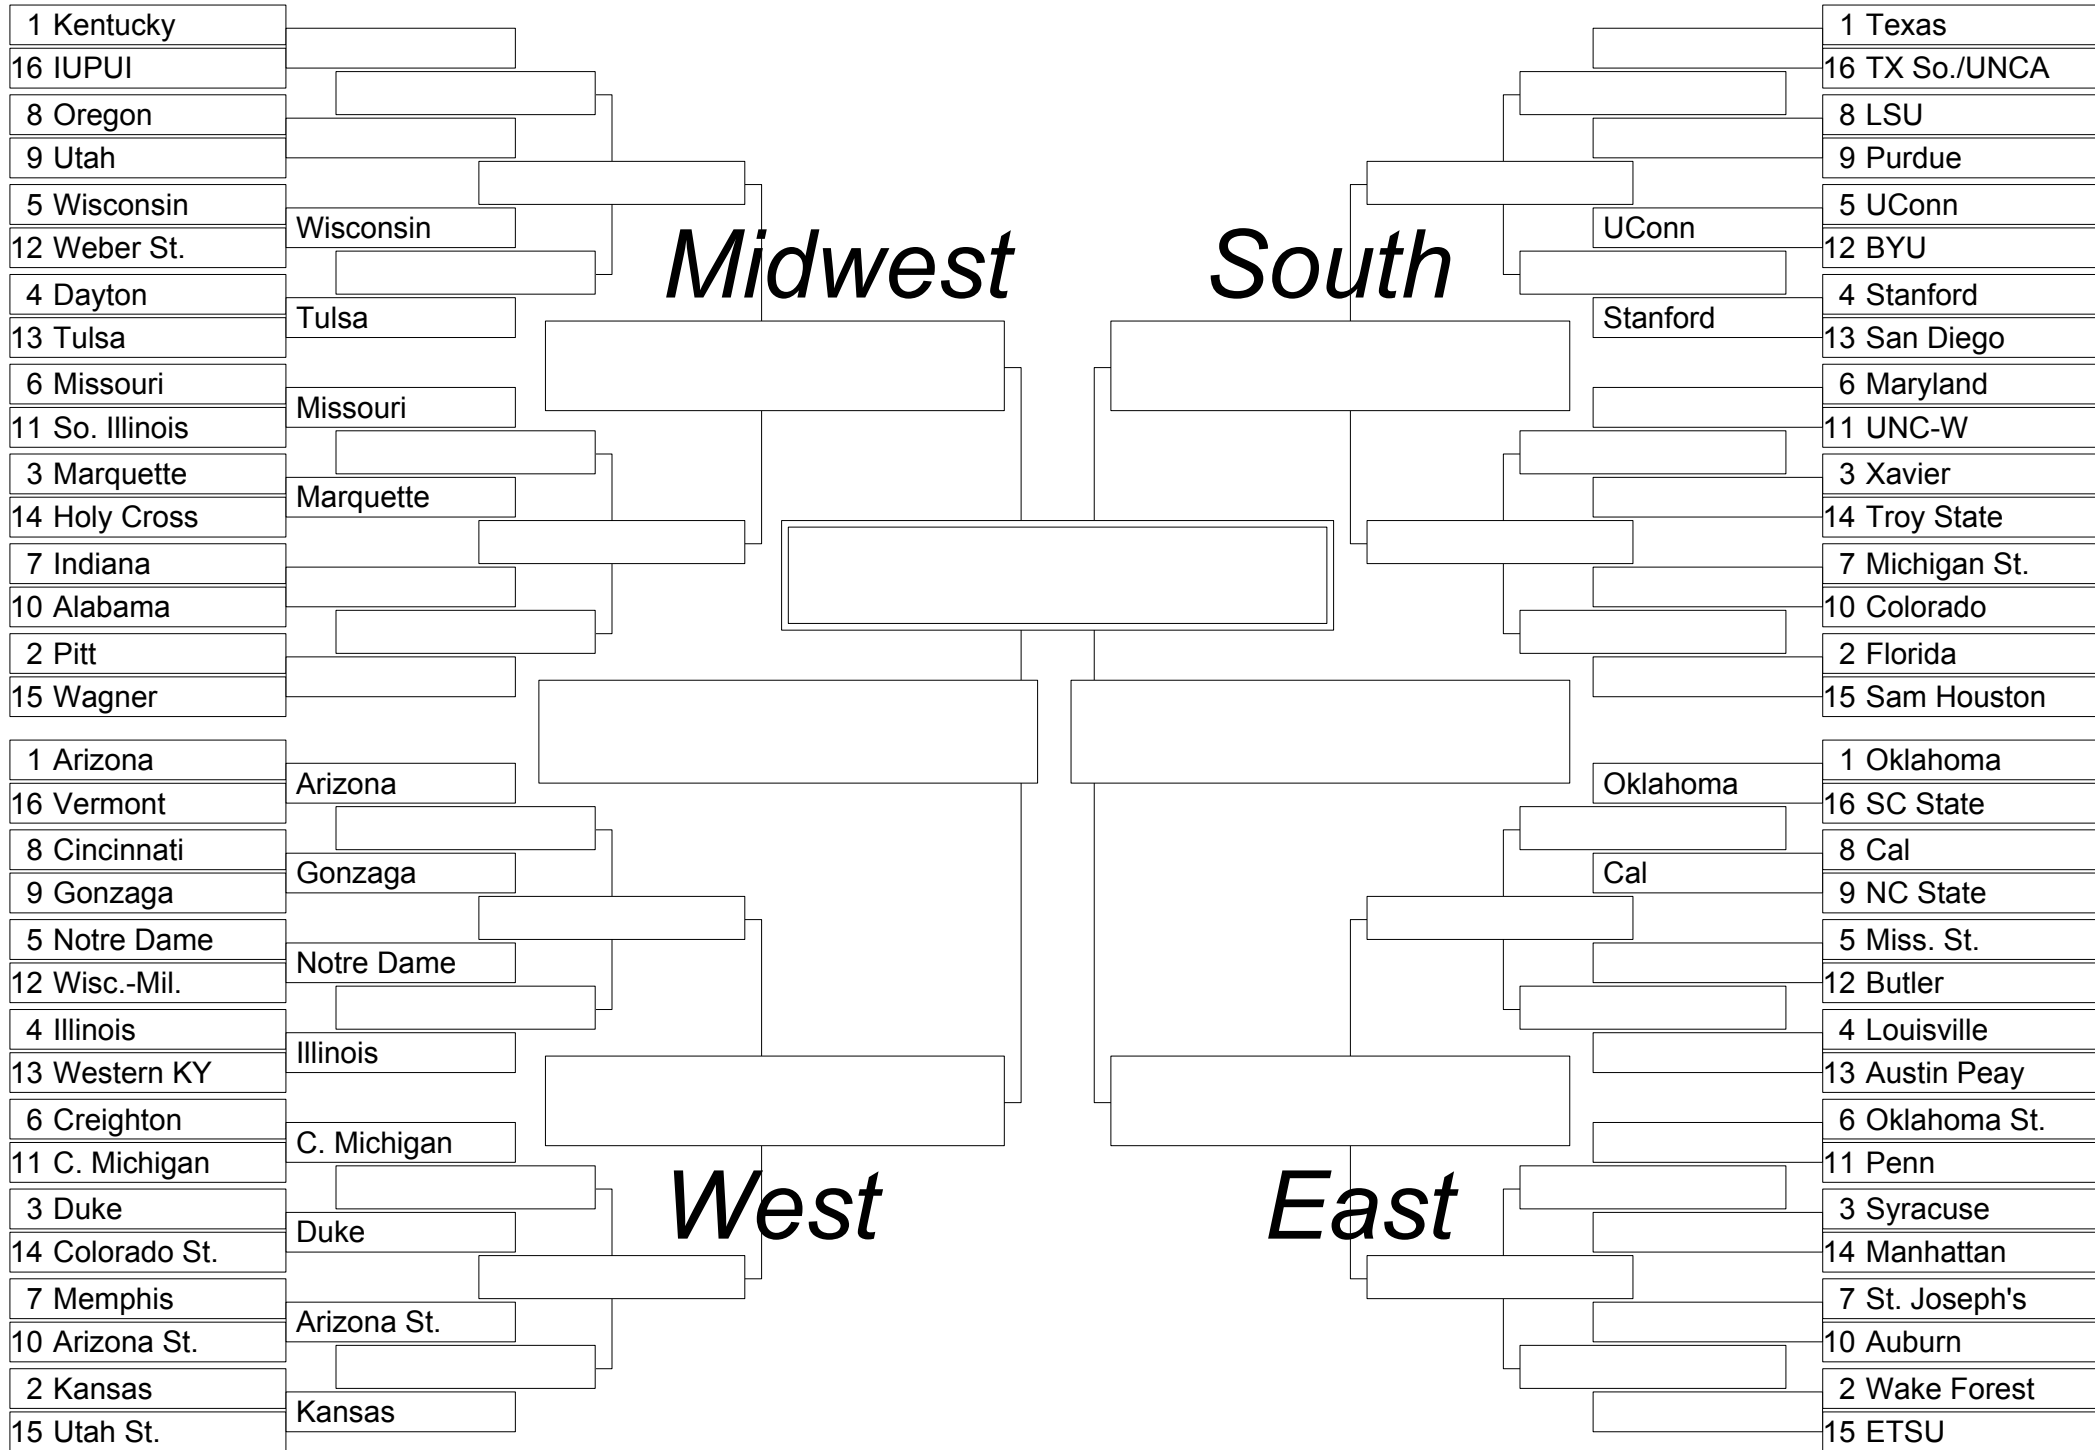 1 Kentucky
16 IUPUI
8 Oregon
9 Utah
5 Wisconsin
12 Weber St.
4 Dayton
13 Tulsa
6 Missouri
11 So. Illinois
3 Marquette
14 Holy Cross
7 Indiana
10 Alabama
2 Pitt
15 Wagner
Wisconsin
Tulsa
Missouri
Marquette
Midwest
1 Arizona
16 Vermont
8 Cincinnati
9 Gonzaga
5 Notre Dame
12 Wisc.-Mil.
4 Illinois
13 Western KY
6 Creighton
11 C. Michigan
3 Duke
14 Colorado St.
7 Memphis
10 Arizona St.
2 Kansas
15 Utah St.
Arizona
Gonzaga
Notre Dame
Illinois
C. Michigan
Duke
Arizona St.
Kansas
West
South
UConn
Stanford
1 Texas
16 TX So./UNCA
8 LSU
9 Purdue
5 UConn
12 BYU
4 Stanford
13 San Diego
6 Maryland
11 UNC-W
3 Xavier
14 Troy State
7 Michigan St.
10 Colorado
2 Florida
15 Sam Houston
East
Oklahoma
Cal
1 Oklahoma
16 SC State
8 Cal
9 NC State
5 Miss. St.
12 Butler
4 Louisville
13 Austin Peay
6 Oklahoma St.
11 Penn
3 Syracuse
14 Manhattan
7 St. Joseph's
10 Auburn
2 Wake Forest
15 ETSU